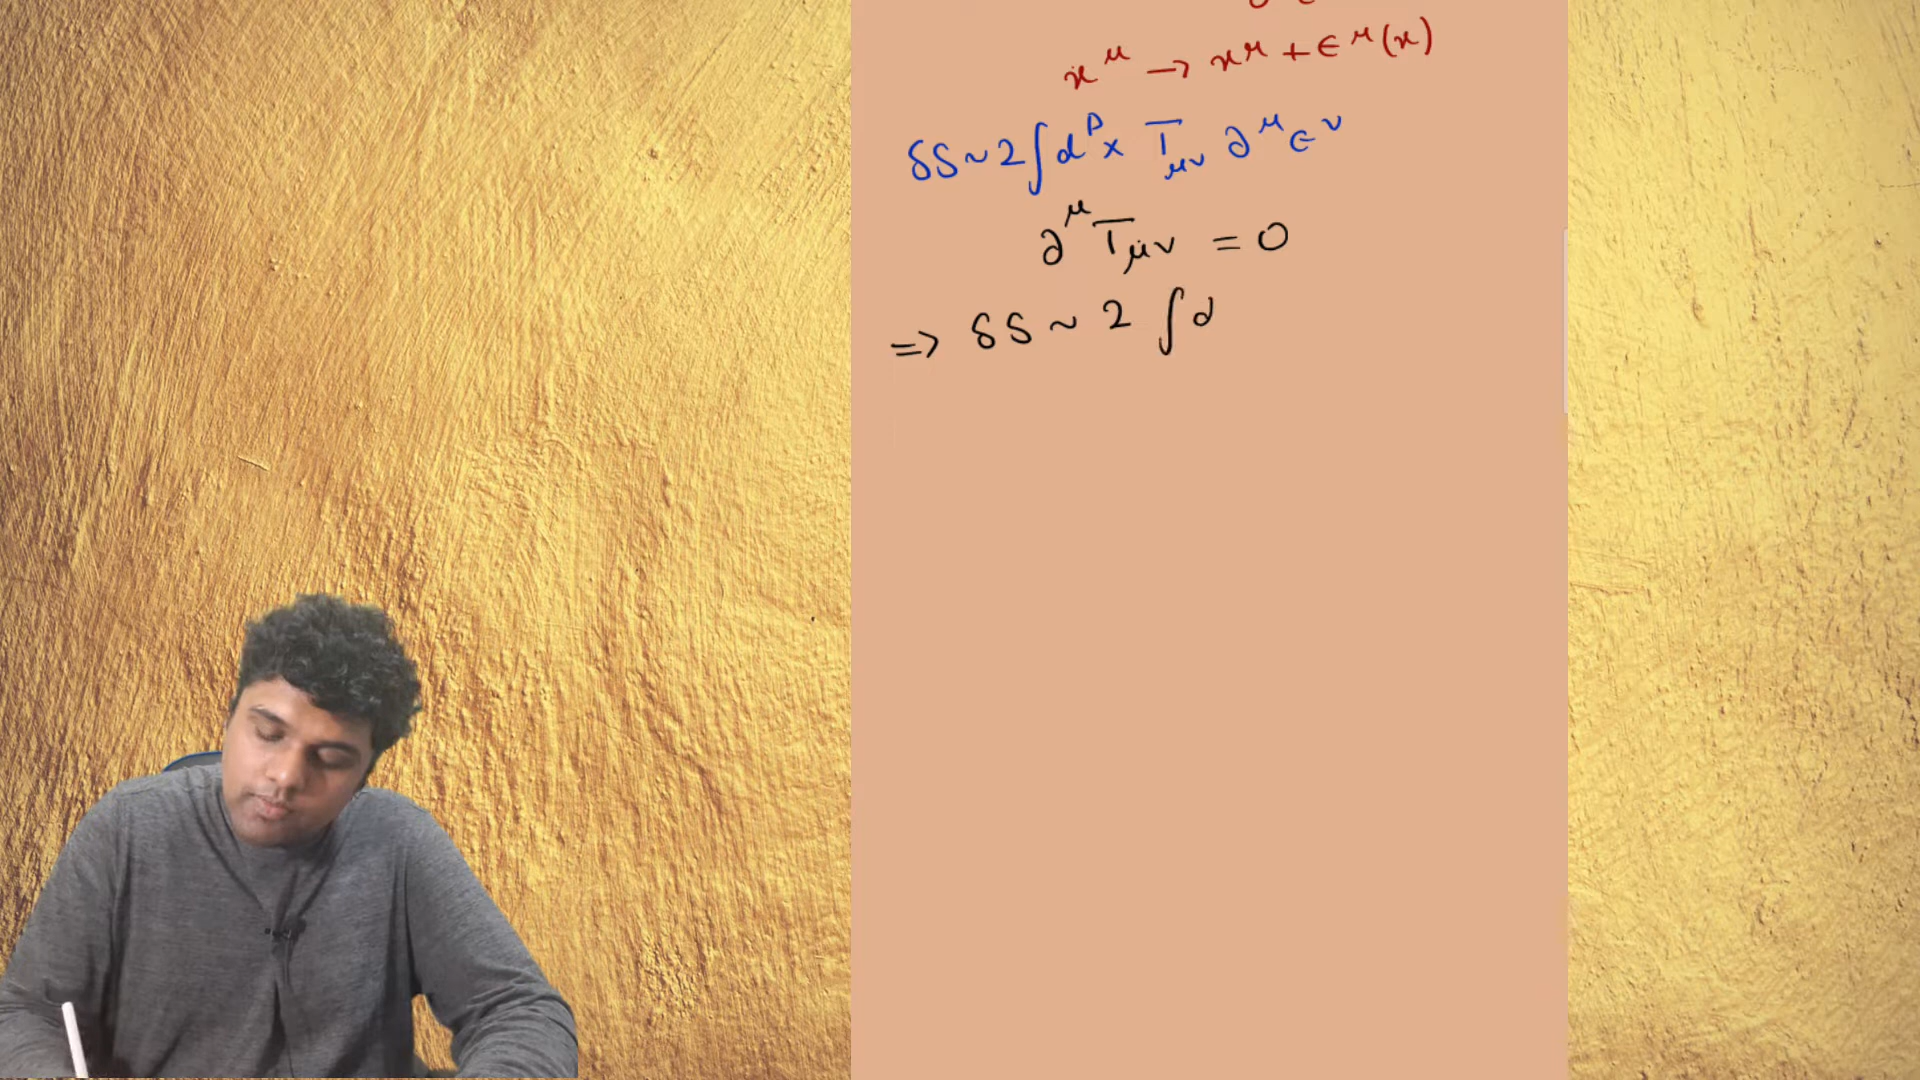 x^μ → x^μ + ϵ^μ(x)
δS ~ 2∫d^D x T_μν ∂^μ ϵ^ν
∂^μ T_μν = 0
=> δS ~ 2 ∫d